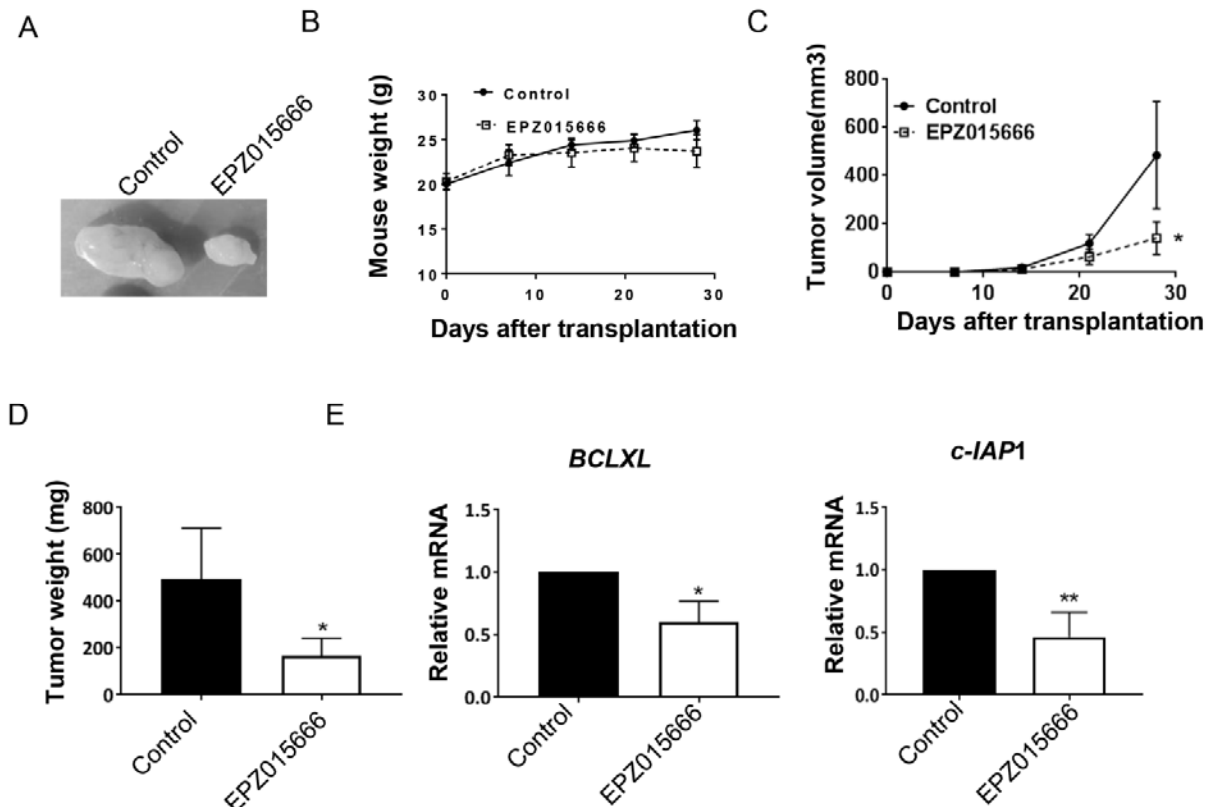 A
Control
EPZ015666
B
Mouse weight (g)
30
25
20
15
10
0
10
20
30
Control
EPZ015666
Days after transplantation
C
Tumor volume(mm3)
800
600
400
200
0
0
10
20
30
Control
EPZ015666
*
Days after transplantation
D
Tumor weight (mg)
800
600
400
200
0
*
Control
EPZ015666
E
BCLXL
Relative mRNA
1.5
1.0
0.5
0.0
*
Control
EPZ015666
c-IAP1
Relative mRNA
1.5
1.0
0.5
0.0
**
Control
EPZ015666